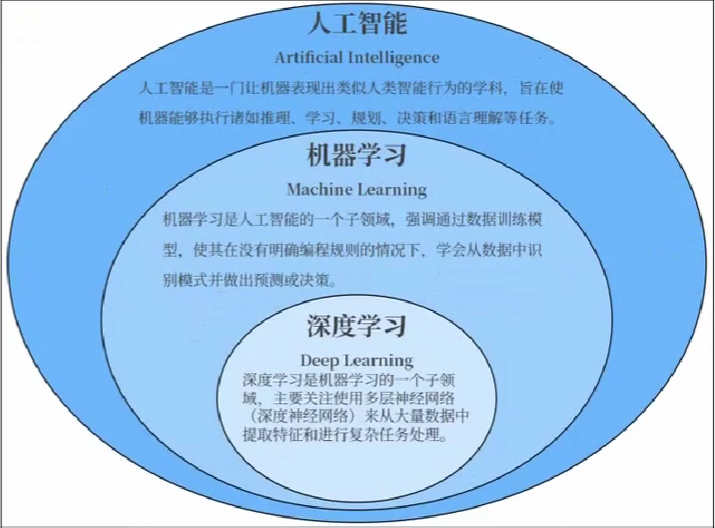 人工智能
Artificial Intelligence
人工智能是一门让机器表现出类似人类智能行为的学科，旨在使
机器能够执行诸如推理、学习、规划、决策和语言理解等任务。
机器学习
Machine Learning
机器学习是人工智能的一个子领域，强调通过数据训练模
型，使其在没有明确编程规则的情况下，学会从数据中识
别模式并做出预测或决策。
深度学习
Deep Learning
深度学习是机器学习的一个子领
域，主要关注使用多层神经网络
（深度神经网络）来从大量数据中
提取特征和进行复杂任务处理。